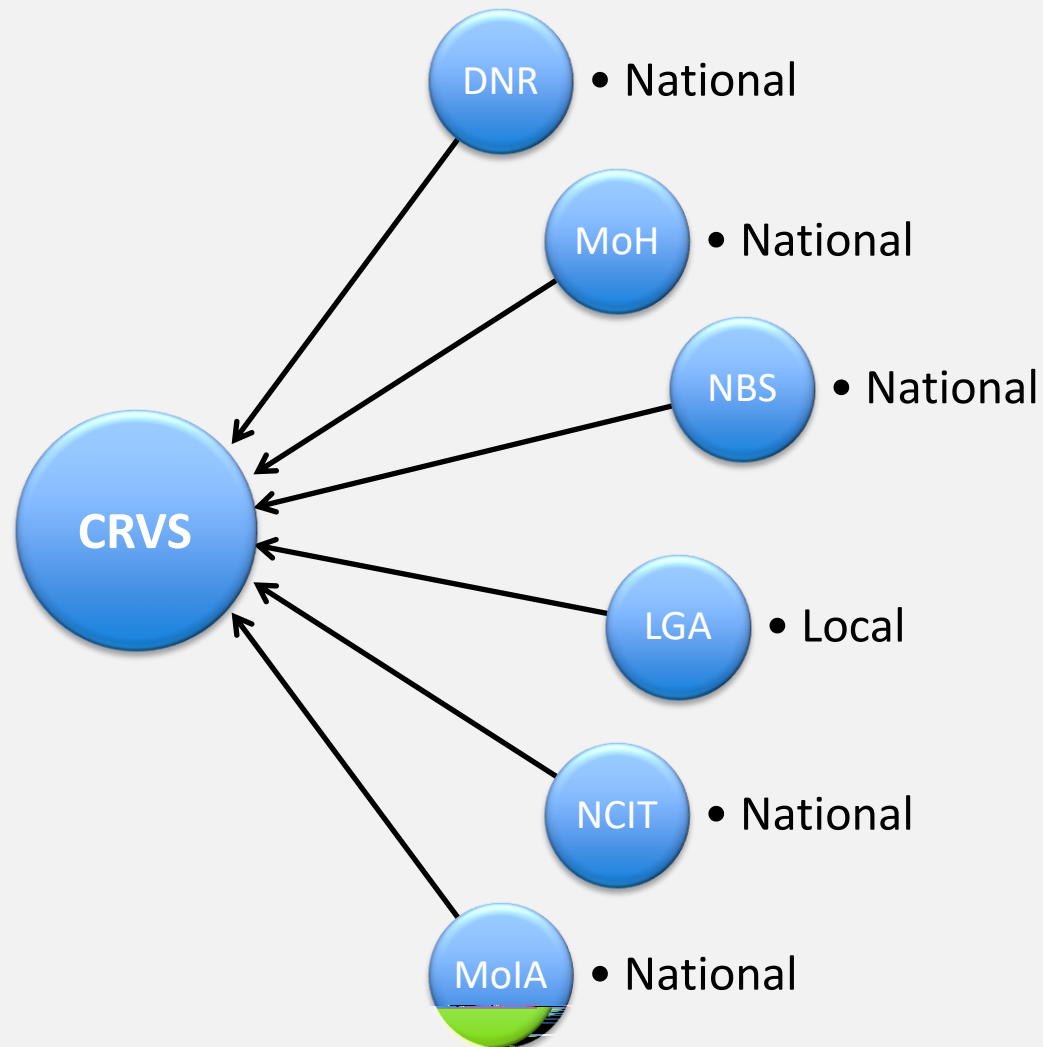 DNR • National
MoH • National
NBS • National
CRVS
LGA • Local
NCIT • National
MoIA • National